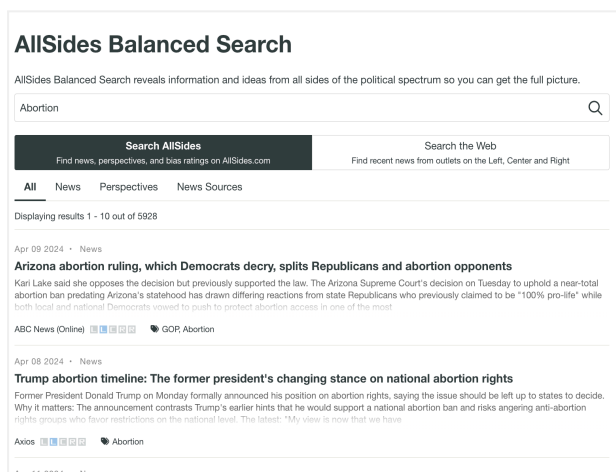 AllSides Balanced Search
AllSides Balanced Search reveals information and ideas from all sides of the political spectrum so you can get the full picture.
Abortion
Search AllSides
Find news, perspectives, and bias ratings on AllSides.com
Search the Web
Find recent news from outlets on the Left, Center and Right
All News Perspectives News Sources
Displaying results 1 - 10 out of 5928
Apr 09 2024 • News
Arizona abortion ruling, which Democrats decry, splits Republicans and abortion opponents
Kari Lake said she opposes the decision but previously supported the law. The Arizona Supreme Court's decision on Tuesday to uphold a near-total
abortion ban predating Arizona's statehood has drawn differing reactions from state Republicans who previously claimed to be "100% pro-life" while
both local and national Democrats vowed to push to protect abortion access in one of the most
ABC News (Online) L L C R R GOP, Abortion
Apr 08 2024 • News
Trump abortion timeline: The former president's changing stance on national abortion rights
Former President Donald Trump on Monday formally announced his position on abortion rights, saying the issue should be left up to states to decide.
Why it matters: The announcement contrasts Trump's earlier hints that he would support a national abortion ban and risks angering anti-abortion
rights groups who favor restrictions on the national level. The latest: "My view is now that we have
Axios L L C R R Abortion